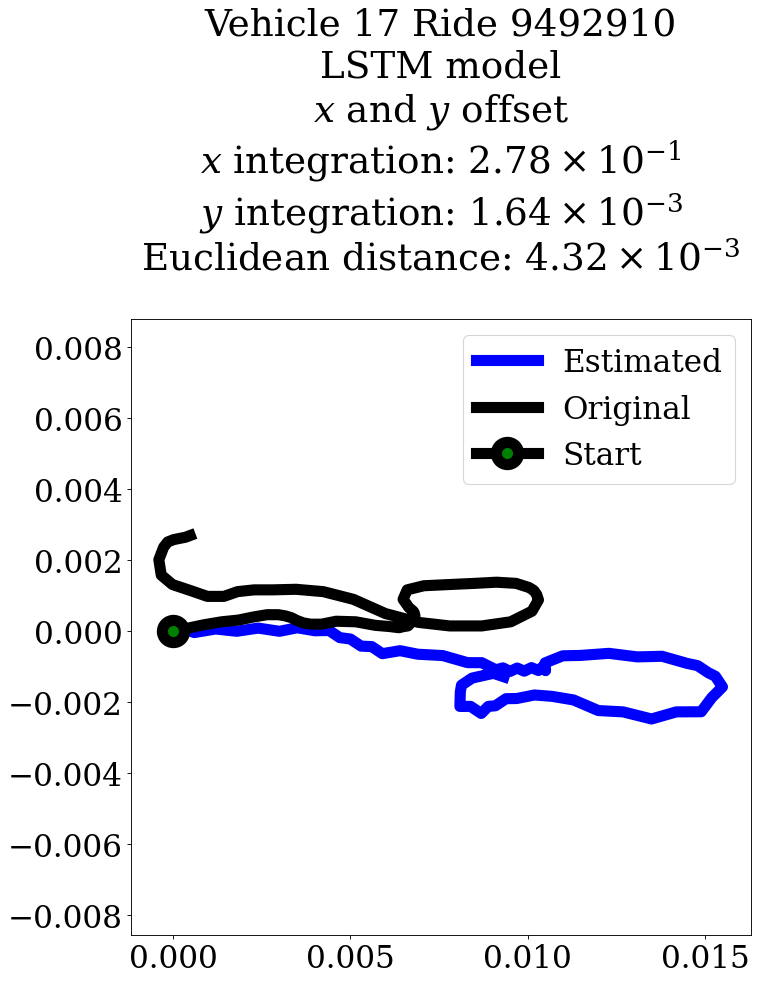 Vehicle 17 Ride 9492910
LSTM model
x and y offset
x integration: 2.78 × 10⁻¹
y integration: 1.64 × 10⁻³
Euclidean distance: 4.32 × 10⁻³
Estimated
Original
Start
0.008
0.006
0.004
0.002
0.000
−0.002
−0.004
−0.006
−0.008
0.000 0.005 0.010 0.015